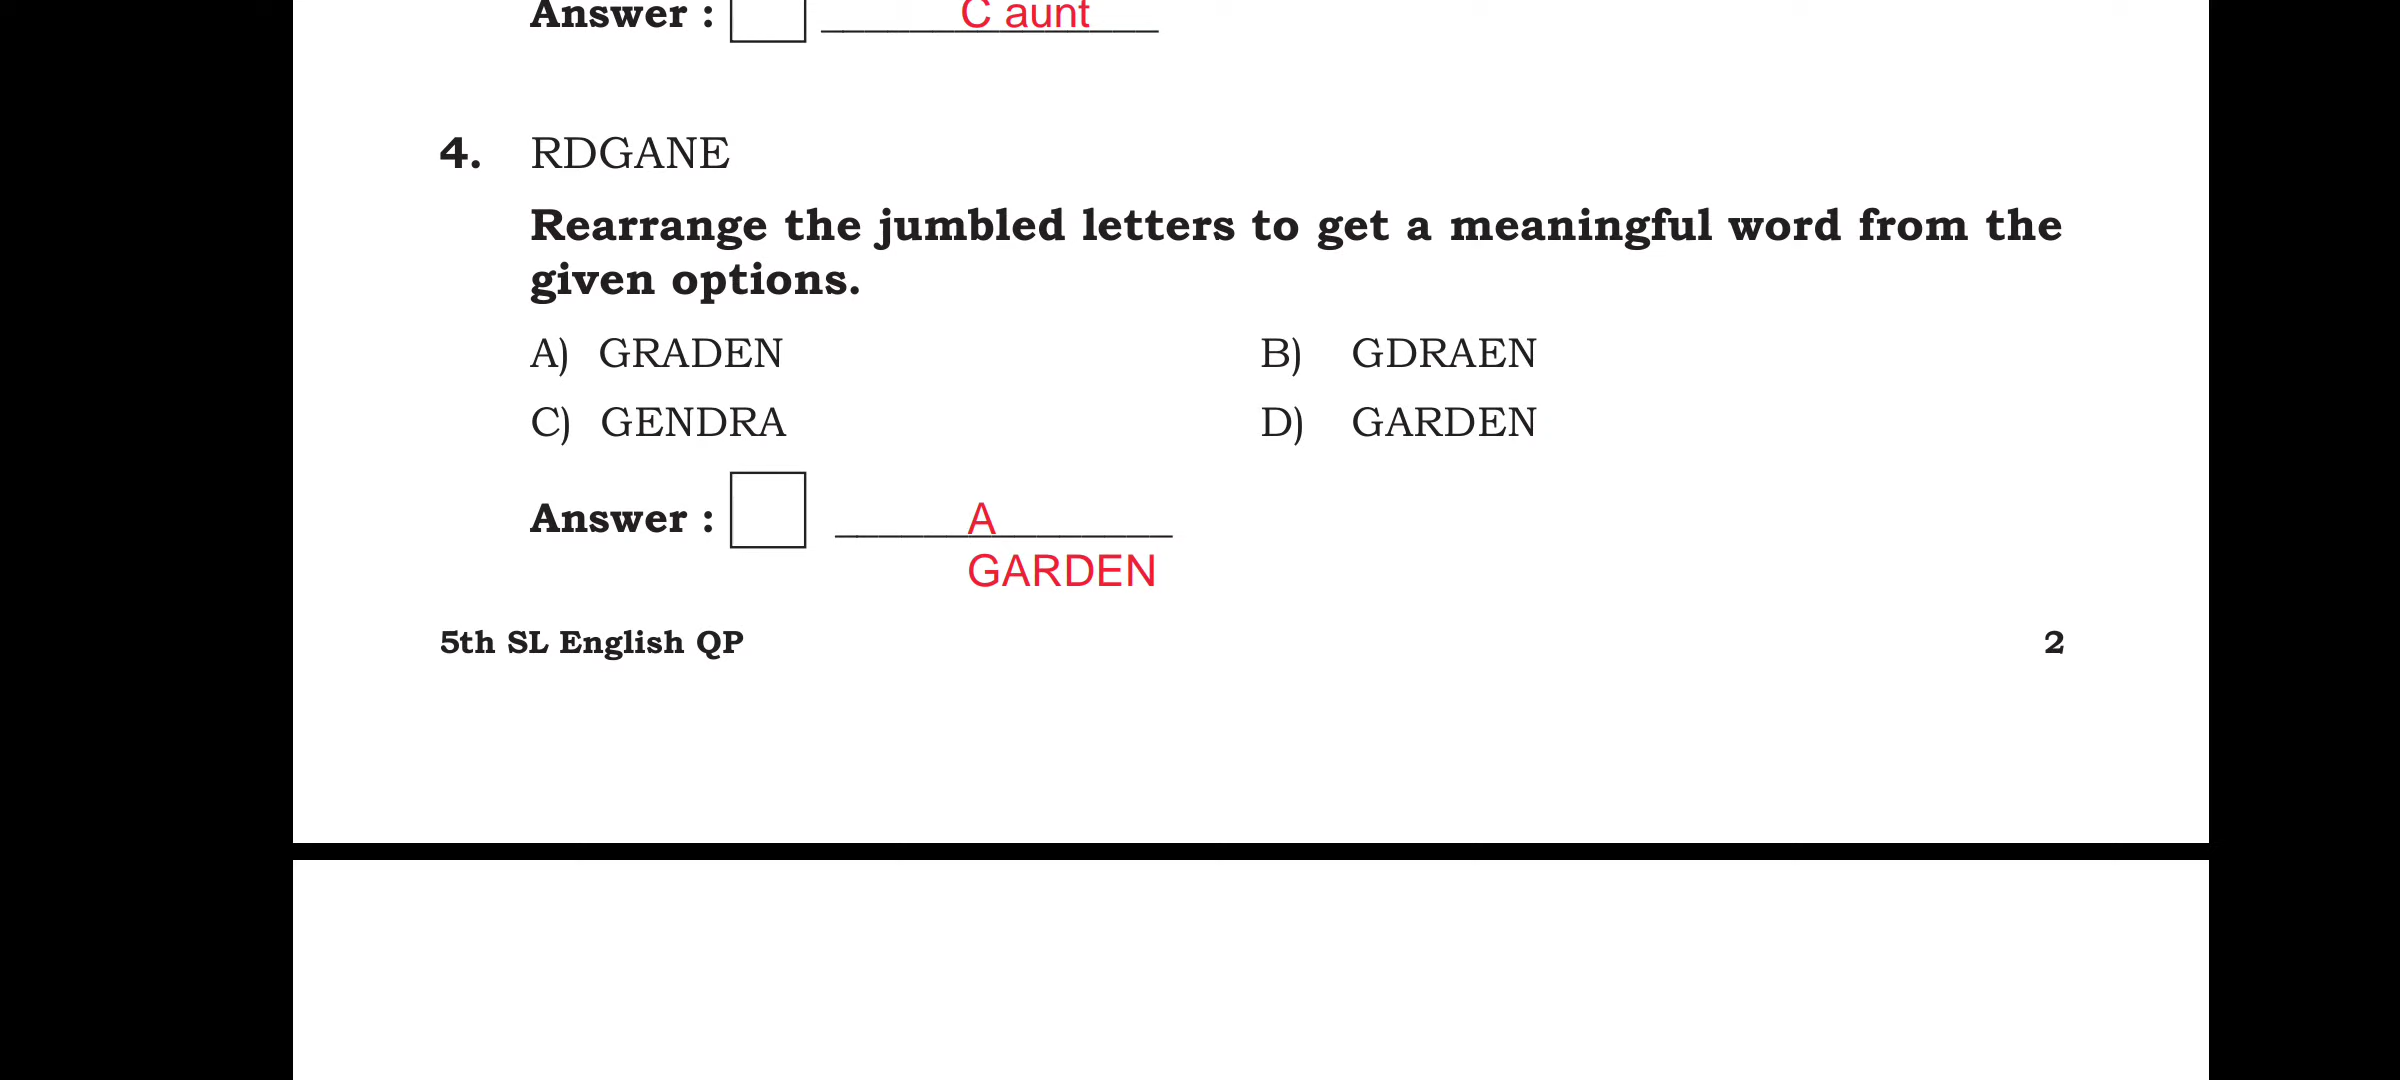 Answer : C aunt
4. RDGANE
Rearrange the jumbled letters to get a meaningful word from the
given options.
A) GRADEN B) GDRAEN
C) GENDRA D) GARDEN
Answer : A
GARDEN
5th SL English QP 2